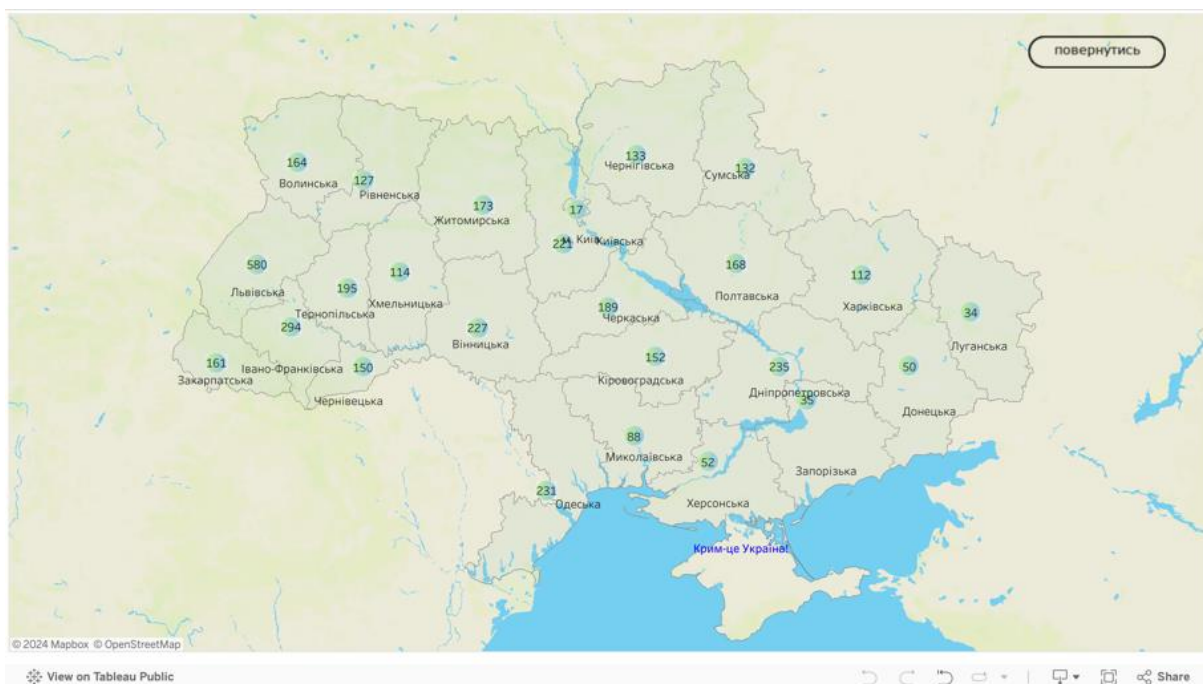 повернутись
133
Чернігівська
132
Сумська
164
Волинська
127
Рівненська
173
Житомирська
17
м. Київ
Київська
221
580
Львівська
195
Тернопільська
114
Хмельницька
168
Полтавська
112
Харківська
34
Луганська
189
Черкаська
294
Івано-Франківська
227
Вінницька
161
Закарпатська
150
Чернівецька
152
Кіровоградська
235
Дніпропетровська
50
Донецька
35
Запорізька
88
Миколаївська
52
Херсонська
231
Одеська
Крим-це Україна!
© 2024 Mapbox © OpenStreetMap
View on Tableau Public
Share